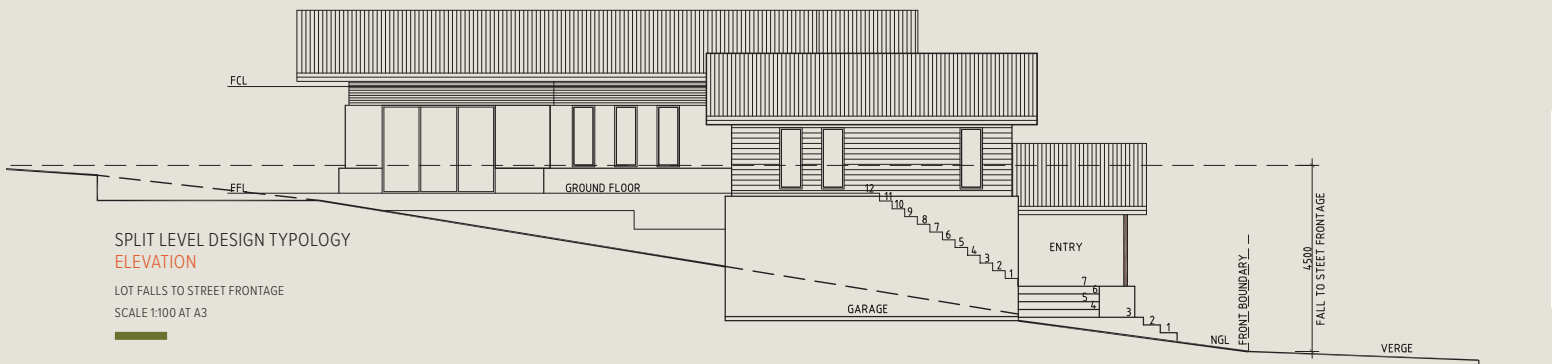 FCL
FFL
GROUND FLOOR
12
11
10
9
8
7
6
5
4
3
2
1
ENTRY
7
6
5
4
3
2
1
GARAGE
NGL
FRONT BOUNDARY
4500
FALL TO STEET FRONTAGE
VERGE
SPLIT LEVEL DESIGN TYPOLOGY
ELEVATION
LOT FALLS TO STREET FRONTAGE
SCALE 1:100 AT A3